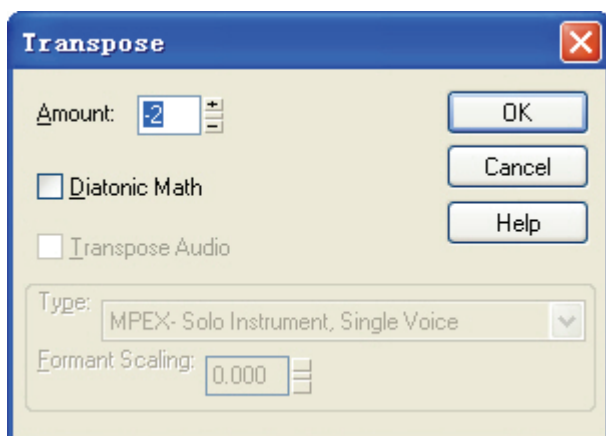 Transpose
Amount: -2
OK
Cancel
Diatonic Math
Help
Transpose Audio
Type: MPEX- Solo Instrument, Single Voice
Formant Scaling: 0.000